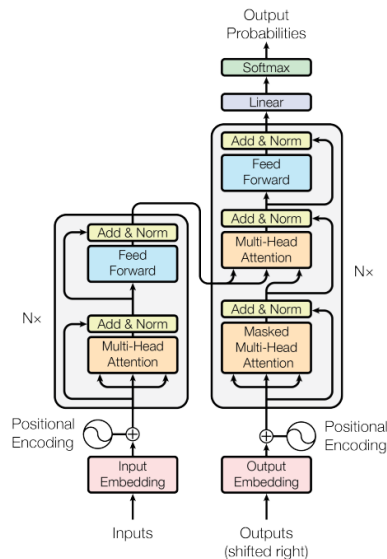 Output
Probabilities
Softmax
Linear
Add & Norm
Feed
Forward
Add & Norm
Multi-Head
Attention
Add & Norm
Masked
Multi-Head
Attention
Nx
Positional
Encoding
Output
Embedding
Outputs
(shifted right)
Add & Norm
Feed
Forward
Add & Norm
Multi-Head
Attention
Nx
Positional
Encoding
Input
Embedding
Inputs